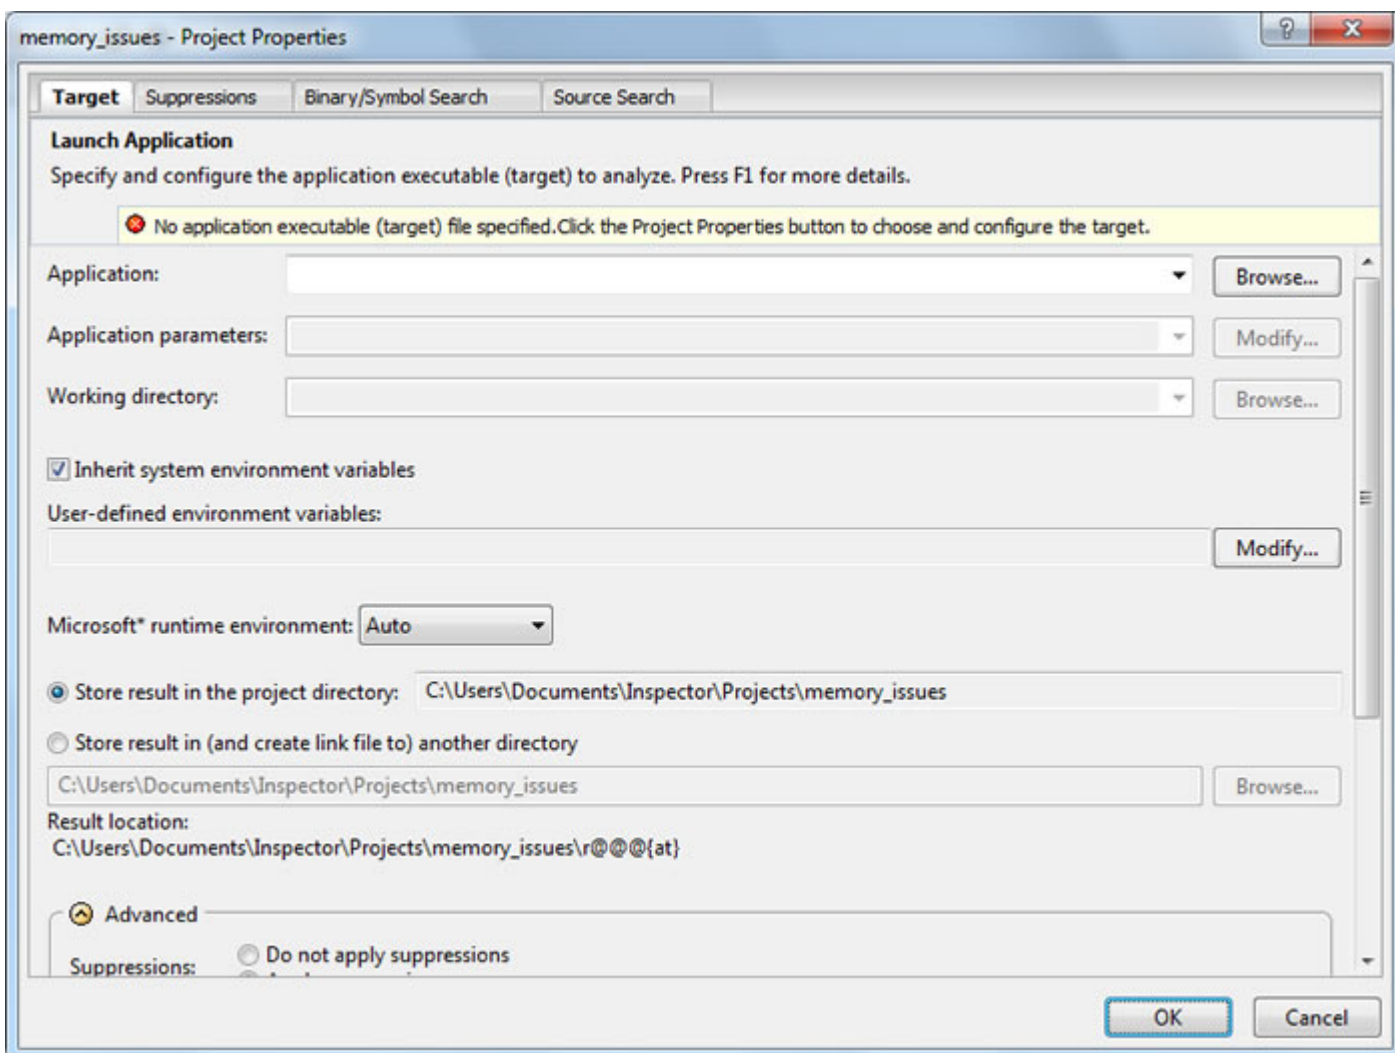 memory_issues - Project Properties
Target Suppressions Binary/Symbol Search Source Search
Launch Application
Specify and configure the application executable (target) to analyze. Press F1 for more details.
No application executable (target) file specified.Click the Project Properties button to choose and configure the target.
Application: Browse...
Application parameters: Modify...
Working directory: Browse...
Inherit system environment variables
User-defined environment variables:
Modify...
Microsoft* runtime environment: Auto
Store result in the project directory: C:\Users\Documents\Inspector\Projects\memory_issues
Store result in (and create link file to) another directory
C:\Users\Documents\Inspector\Projects\memory_issues Browse...
Result location:
C:\Users\Documents\Inspector\Projects\memory_issues\r@@@{at}
Advanced
Suppressions: Do not apply suppressions
OK Cancel